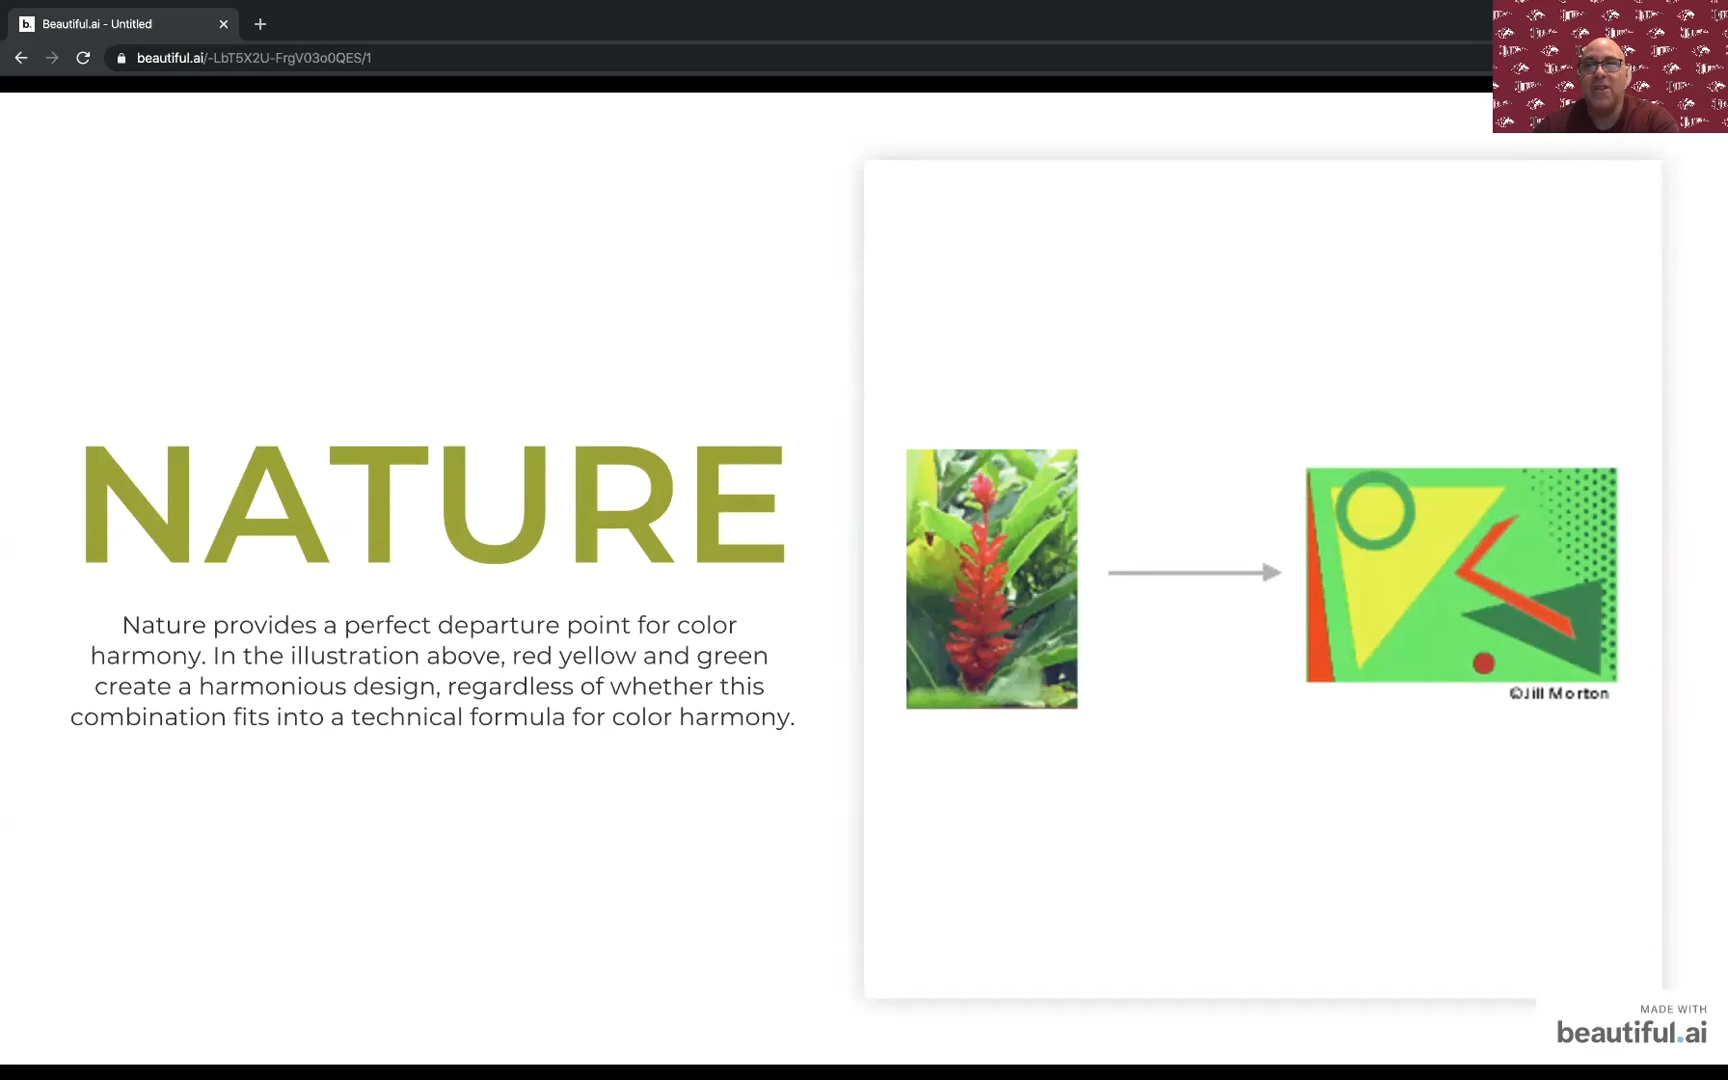 Beautiful.ai - Untitled
beautiful.ai/-LbT5X2U-FrgV03o0QES/1
NATURE
Nature provides a perfect departure point for color
harmony. In the illustration above, red yellow and green
create a harmonious design, regardless of whether this
combination fits into a technical formula for color harmony.
©Jill Morton
MADE WITH
beautiful.ai